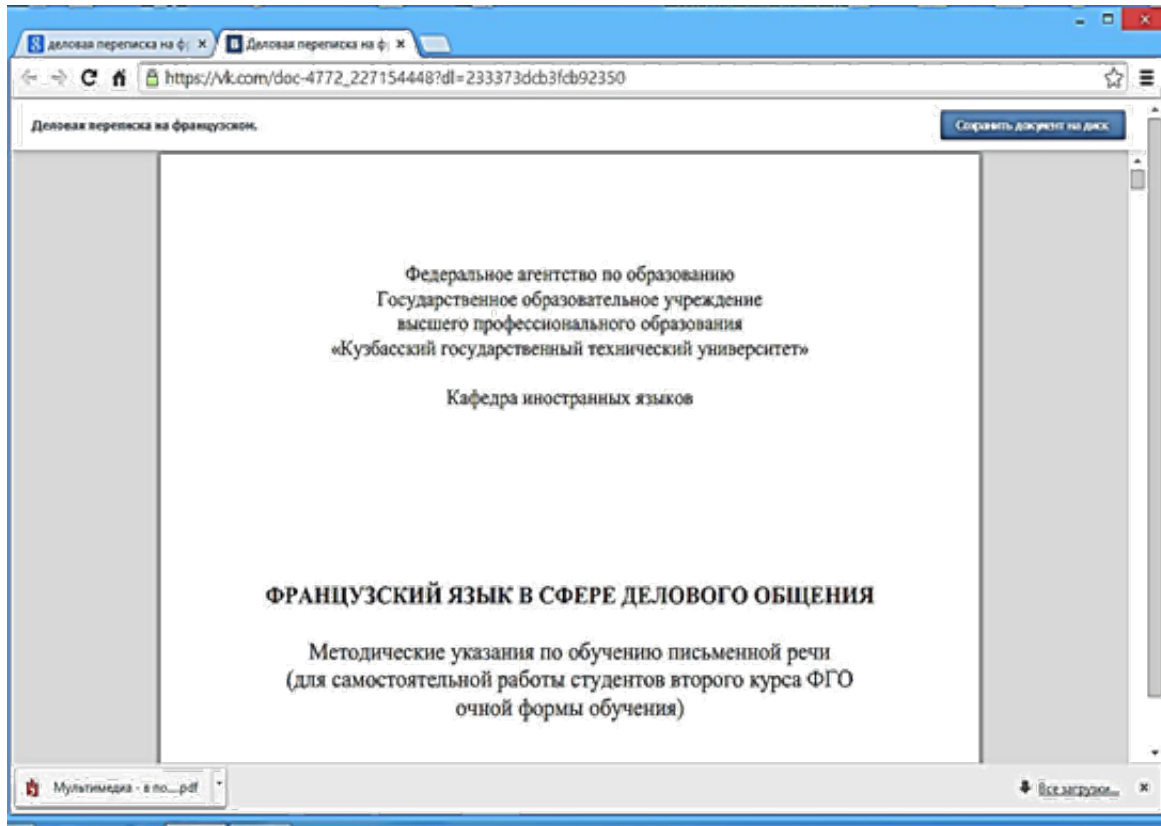 деловая переписка на ф
Деловая переписка на ф
https://vk.com/doc-4772_227154448?dl=233373dcb3fcb92350
Деловая переписка на французском.
Сохранить документ на диск
Федеральное агентство по образованию
Государственное образовательное учреждение
высшего профессионального образования
«Кузбасский государственный технический университет»
Кафедра иностранных языков
ФРАНЦУЗСКИЙ ЯЗЫК В СФЕРЕ ДЕЛОВОГО ОБЩЕНИЯ
Методические указания по обучению письменной речи
(для самостоятельной работы студентов второго курса ФГО
очной формы обучения)
Мультимедиа - в по....pdf
Все загрузки...